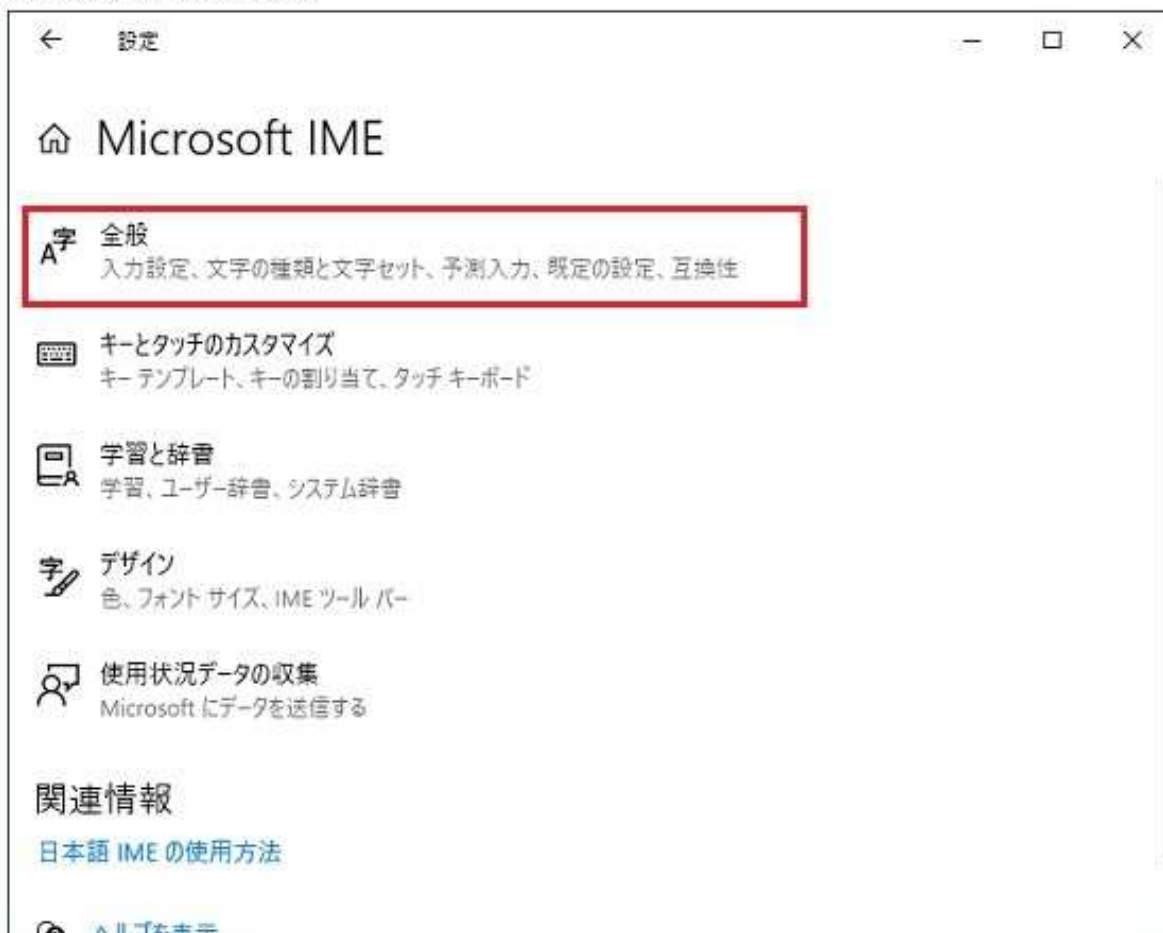 設定
Microsoft IME
全般
入力設定、文字の種類と文字セット、予測入力、既定の設定、互換性
キーとタッチのカスタマイズ
キー テンプレート、キーの割り当て、タッチ キーボード
学習と辞書
学習、ユーザー辞書、システム辞書
デザイン
色、フォント サイズ、IME ツール バー
使用状況データの収集
Microsoft にデータを送信する
関連情報
日本語 IME の使用方法
ヘルプを表示